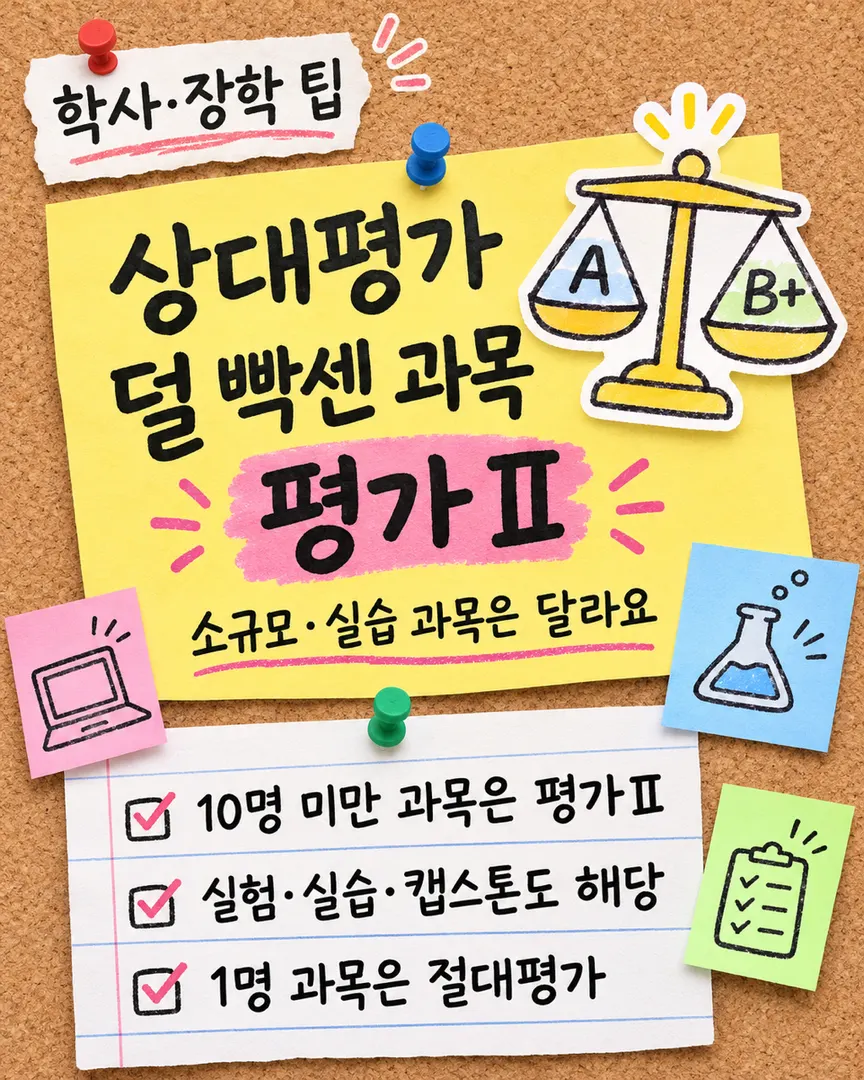 학사·장학 팁
상대평가
덜 빡센 과목
평가Ⅱ
소규모·실습 과목은 달라요
A
B+
10명 미만 과목은 평가Ⅱ
실험·실습·캡스톤도 해당
1명 과목은 절대평가